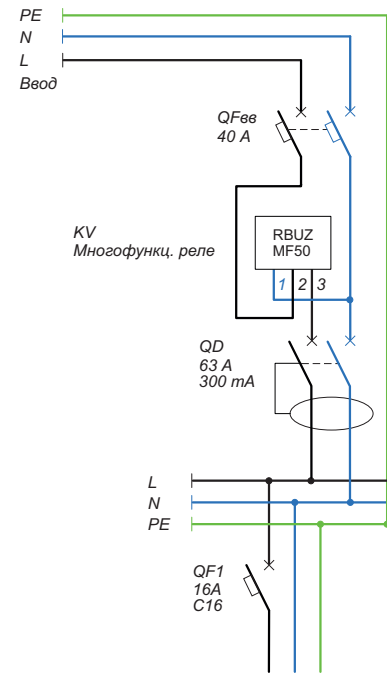 PE
N
L
Ввод
QFвв
40 А
KV
Многофункц. реле
RBUZ
MF50
1 2 3
QD
63 А
300 mA
L
N
PE
QF1
16А
C16